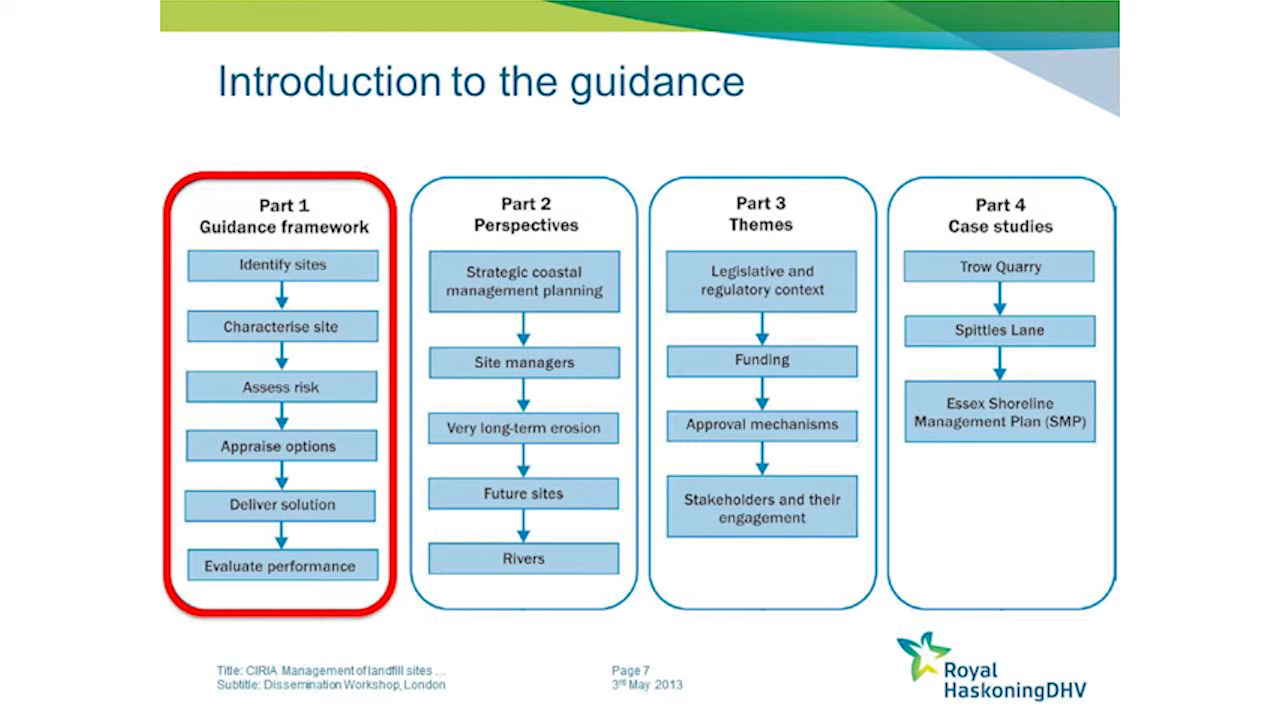 Introduction to the guidance
Part 1
Guidance framework
Identify sites
Characterise site
Assess risk
Appraise options
Deliver solution
Evaluate performance
Part 2
Perspectives
Strategic coastal
management planning
Site managers
Very long-term erosion
Future sites
Rivers
Part 3
Themes
Legislative and
regulatory context
Funding
Approval mechanisms
Stakeholders and their
engagement
Part 4
Case studies
Trow Quarry
Spittles Lane
Essex Shoreline
Management Plan (SMP)
Title: CIRIA Management of landfill sites ...
Subtitle: Dissemination Workshop, London
Page 7
3rd May 2013
Royal
HaskoningDHV